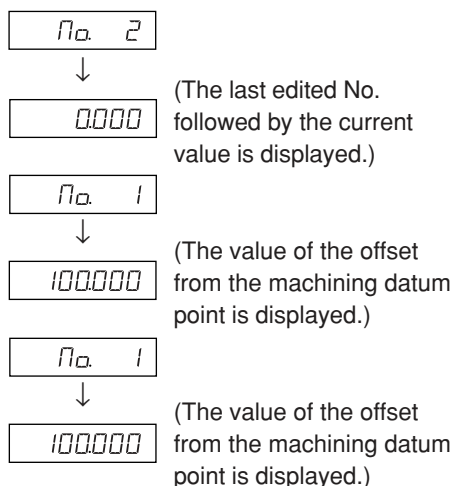 No. 2
↓
0.000
(The last edited No.
followed by the current
value is displayed.)
No. 1
↓
100.000
(The value of the offset
from the machining datum
point is displayed.)
No. 1
↓
100.000
(The value of the offset
from the machining datum
point is displayed.)